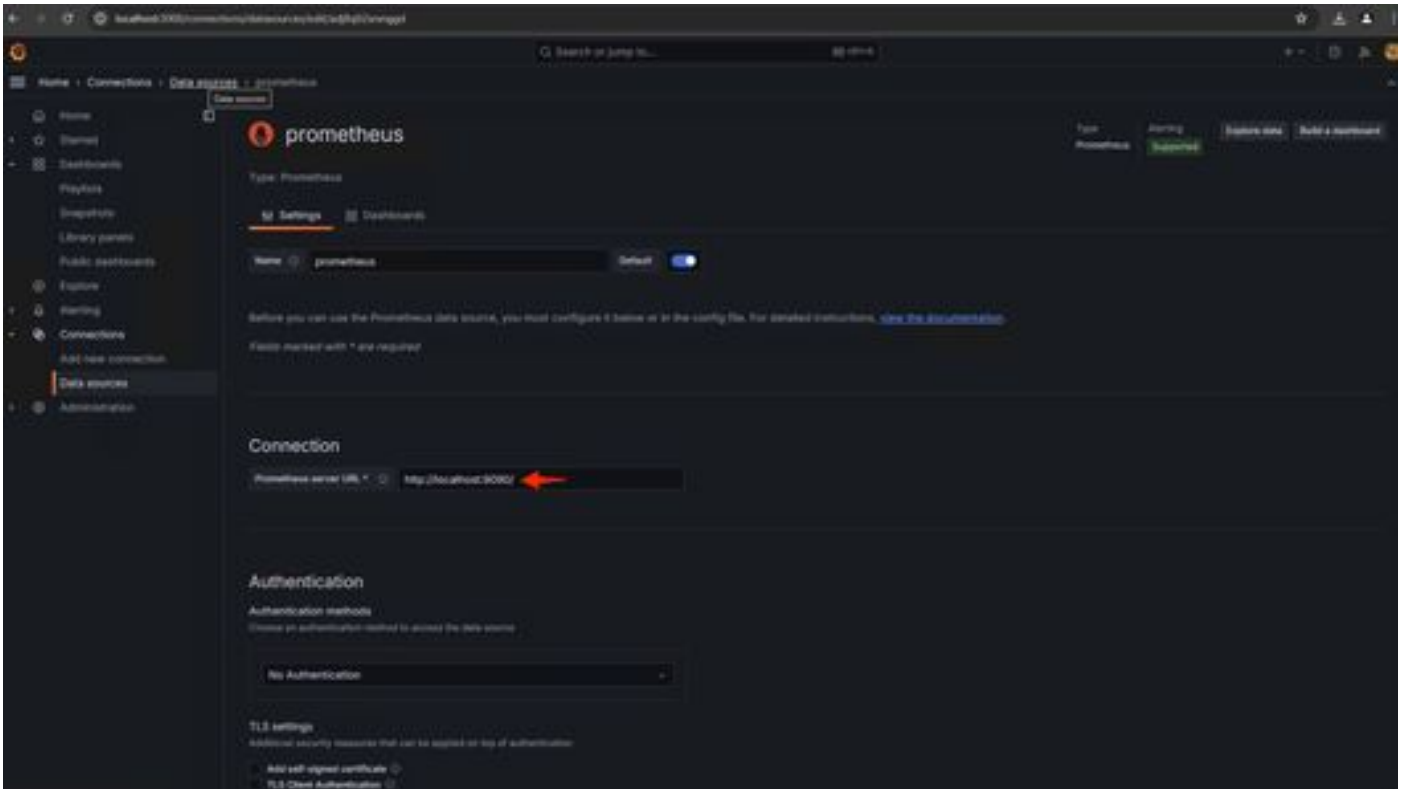 Search or jump to...
Home › Connections › Data sources › prometheus
Data sources
Home
Starred
Dashboards
Playlists
Snapshots
Library panels
Public dashboards
Explore
Alerting
Connections
Add new connection
Data sources
Administration
prometheus
Type
Prometheus
Alerting
Supported
Explore data
Build a dashboard
Type: Prometheus
Settings
Dashboards
Name
prometheus
Default
Before you can use the Prometheus data source, you must configure it below or in the config file. For detailed instructions, view the documentation.
Fields marked with * are required
Connection
Prometheus server URL *
http://localhost:9090/
Authentication
Authentication methods
Choose an authentication method to access the data source
No Authentication
TLS settings
Additional security measures that can be applied on top of authentication
Add self-signed certificate
TLS Client Authentication